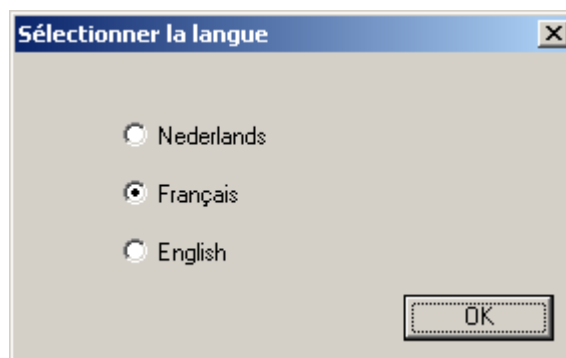 Sélectionner la langue
Nederlands
Français
English
OK